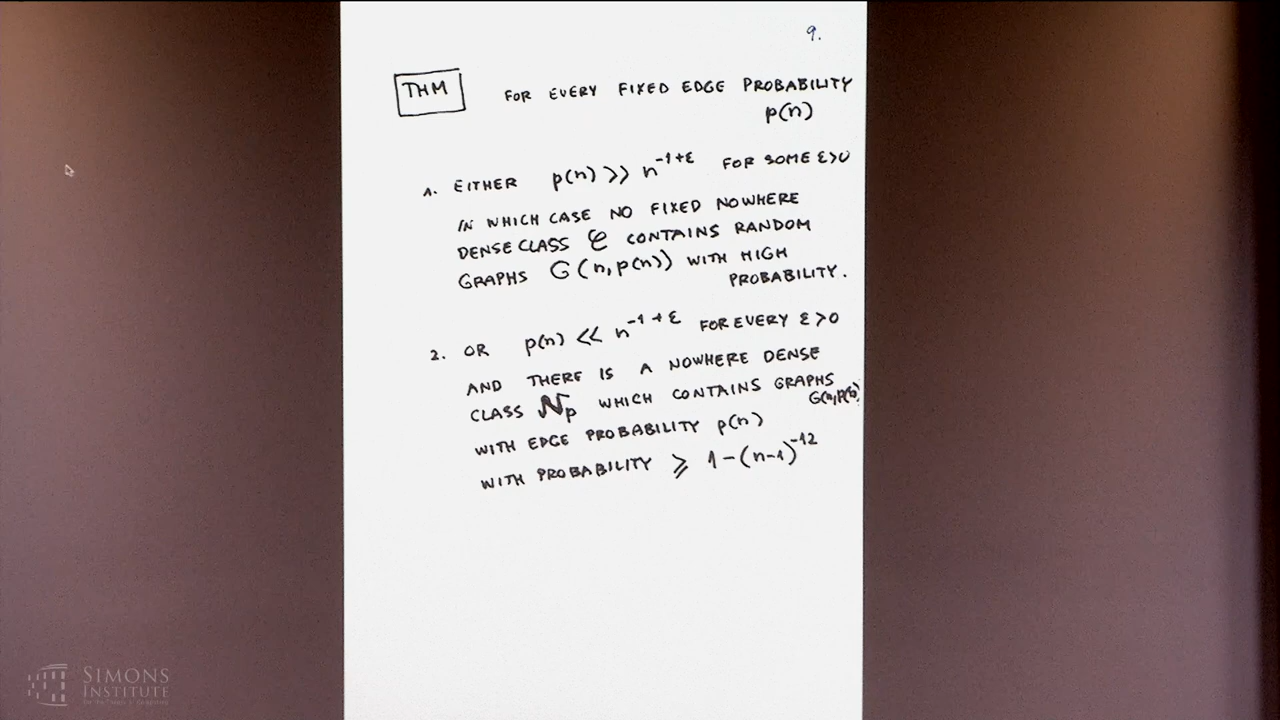 9.
THM FOR EVERY FIXED EDGE PROBABILITY
p(n)
1. EITHER p(n) >> n^{-1+ε} FOR SOME ε>0
IN WHICH CASE NO FIXED NOWHERE
DENSE CLASS 𝒞 CONTAINS RANDOM
GRAPHS G(n,p(n)) WITH HIGH
PROBABILITY.
2. OR p(n) << n^{-1+ε} FOR EVERY ε>0
AND THERE IS A NOWHERE DENSE
CLASS N_p WHICH CONTAINS GRAPHS
G(n,p(n))
WITH EDGE PROBABILITY p(n)
WITH PROBABILITY ≥ 1-(n-1)^{-12}
SIMONS
INSTITUTE